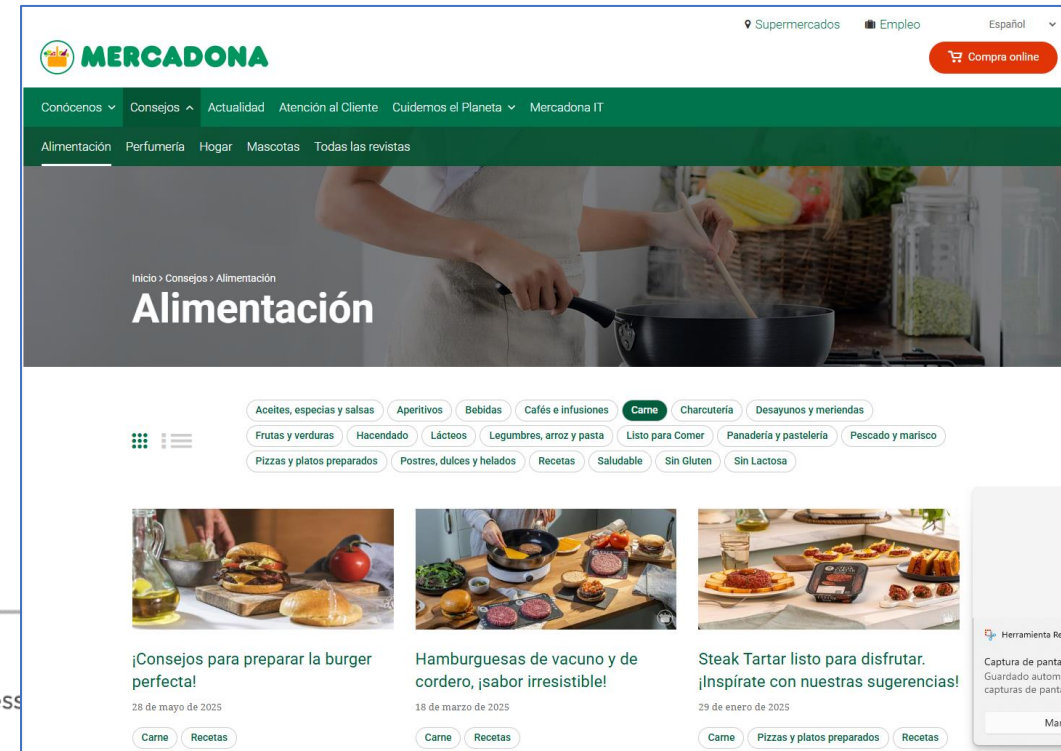 Supermercados Empleo Español
MERCADONA
Compra online
Conócenos Consejos Actualidad Atención al Cliente Cuidemos el Planeta Mercadona IT
Alimentación Perfumería Hogar Mascotas Todas las revistas
Inicio > Consejos > Alimentación
Alimentación
Aceites, especias y salsas Aperitivos Bebidas Cafés e infusiones Carne Charcutería Desayunos y meriendas
Frutas y verduras Hacendado Lácteos Legumbres, arroz y pasta Listo para Comer Panadería y pastelería Pescado y marisco
Pizzas y platos preparados Postres, dulces y helados Recetas Saludable Sin Gluten Sin Lactosa
¡Consejos para preparar la burger
perfecta!
28 de mayo de 2025
Carne Recetas
Hamburguesas de vacuno y de
cordero, ¡sabor irresistible!
18 de marzo de 2025
Carne Recetas
Steak Tartar listo para disfrutar.
¡Inspírate con nuestras sugerencias!
29 de enero de 2025
Carne Pizzas y platos preparados Recetas
Herramienta Re
Captura de panta
Guardado autom
capturas de pant
Mar